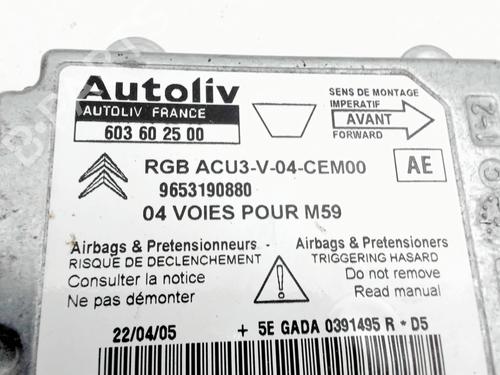 Autoliv
AUTOLIV FRANCE
603 60 25 00
SENS DE MONTAGE
IMPERATIF
AVANT
FORWARD
RGB ACU3-V-04-CEM00
AE
9653190880
04 VOIES POUR M59
Airbags & Pretensionneurs - Airbags & Pretensioners
RISQUE DE DECLENCHEMENT TRIGGERING HASARD
Consulter la notice Do not remove
Ne pas démonter Read manual
22/04/05 + 5E GADA 0391495 R * D5